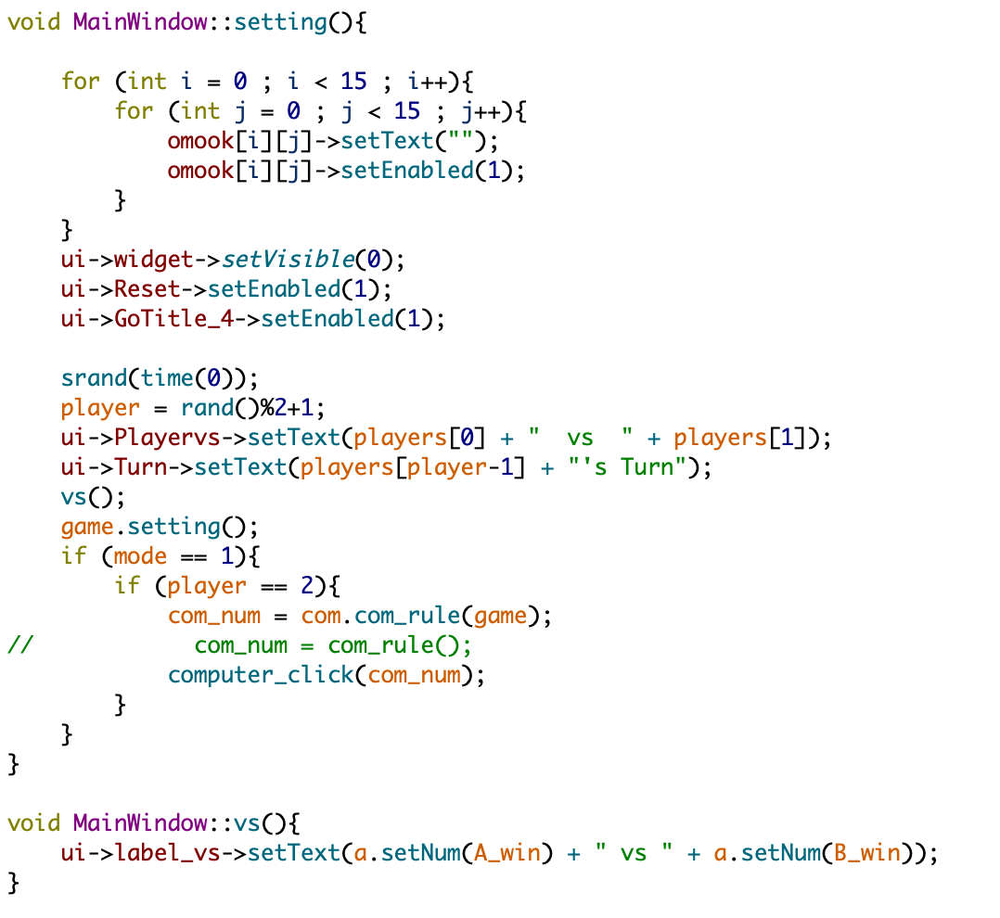 void MainWindow::setting(){

    for (int i = 0 ; i < 15 ; i++){
        for (int j = 0 ; j < 15 ; j++){
            omook[i][j]->setText("");
            omook[i][j]->setEnabled(1);
        }
    }
    ui->widget->setVisible(0);
    ui->Reset->setEnabled(1);
    ui->GoTitle_4->setEnabled(1);

    srand(time(0));
    player = rand()%2+1;
    ui->Playervs->setText(players[0] + "  vs  " + players[1]);
    ui->Turn->setText(players[player-1] + "'s Turn");
    vs();
    game.setting();
    if (mode == 1){
        if (player == 2){
            com_num = com.com_rule(game);
//            com_num = com_rule();
            computer_click(com_num);
        }
    }
}

void MainWindow::vs(){
    ui->label_vs->setText(a.setNum(A_win) + " vs " + a.setNum(B_win));
}